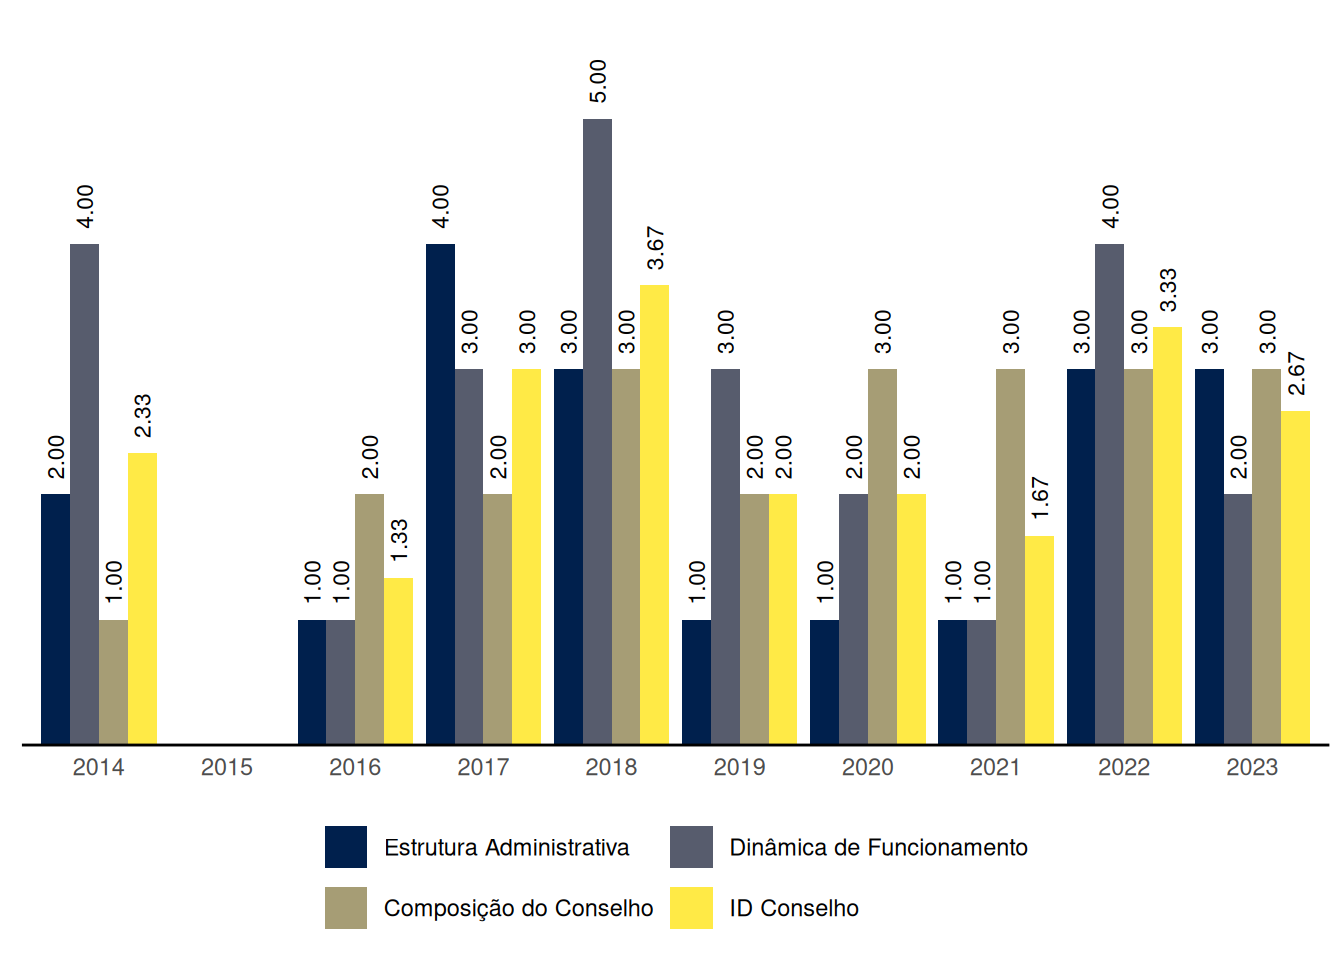 5.00
4.00 4.00 4.00
3.67
3.33
3.00 3.00 3.00 3.00 3.00 3.00 3.00 3.00 3.00 3.00 3.00
2.67
2.33
2.00 2.00 2.00 2.00 2.00 2.00 2.00 2.00
1.67
1.33
1.00 1.00 1.00 1.00 1.00 1.00 1.00
2014 2015 2016 2017 2018 2019 2020 2021 2022 2023
Estrutura Administrativa Dinâmica de Funcionamento
Composição do Conselho ID Conselho